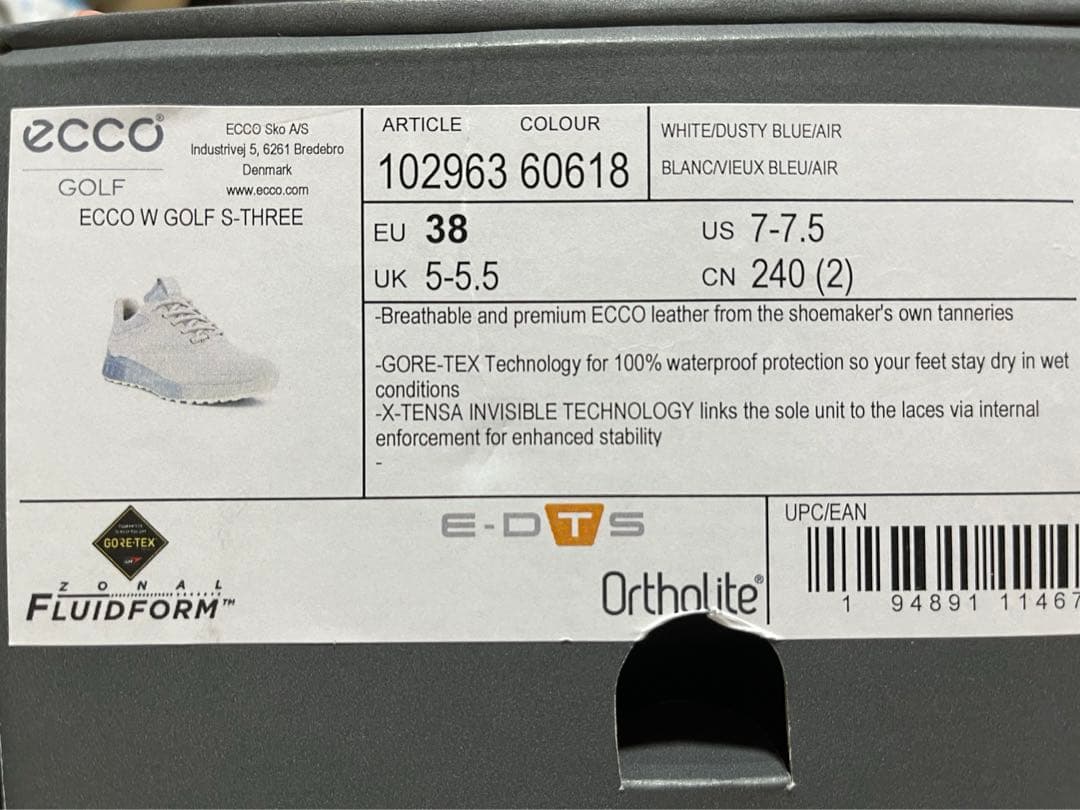 ecco®
GOLF
ECCO Sko A/S
Industrivej 5, 6261 Bredebro
Denmark
www.ecco.com
ECCO W GOLF S-THREE
ARTICLE COLOUR
102963 60618
WHITE/DUSTY BLUE/AIR
BLANC/VIEUX BLEU/AIR
EU 38 US 7-7.5
UK 5-5.5 CN 240 (2)
-Breathable and premium ECCO leather from the shoemaker's own tanneries
-GORE-TEX Technology for 100% waterproof protection so your feet stay dry in wet
conditions
-X-TENSA INVISIBLE TECHNOLOGY links the sole unit to the laces via internal
enforcement for enhanced stability
-
GORE-TEX
ZONAL
FLUIDFORM™
E-DTS
Ortholite®
UPC/EAN
1 94891 11467